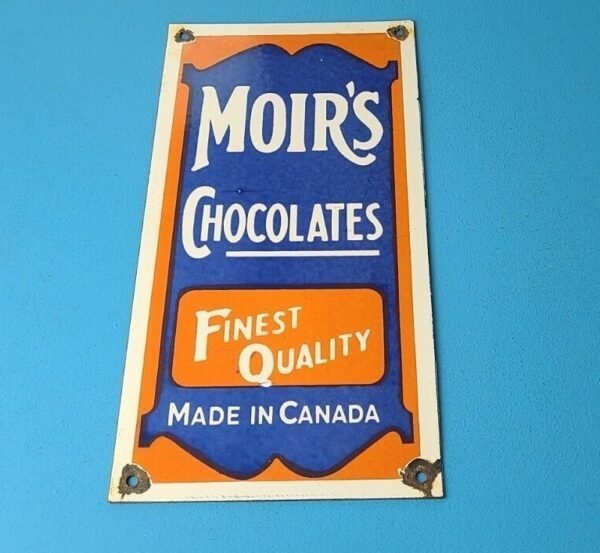 MOIR'S
CHOCOLATES
FINEST
QUALITY
MADE IN CANADA